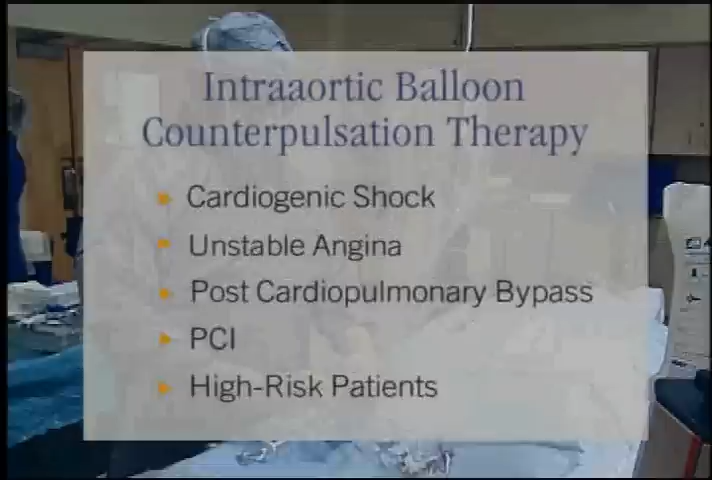 Intraaortic Balloon
Counterpulsation Therapy
Cardiogenic Shock
Unstable Angina
Post Cardiopulmonary Bypass
PCI
High-Risk Patients